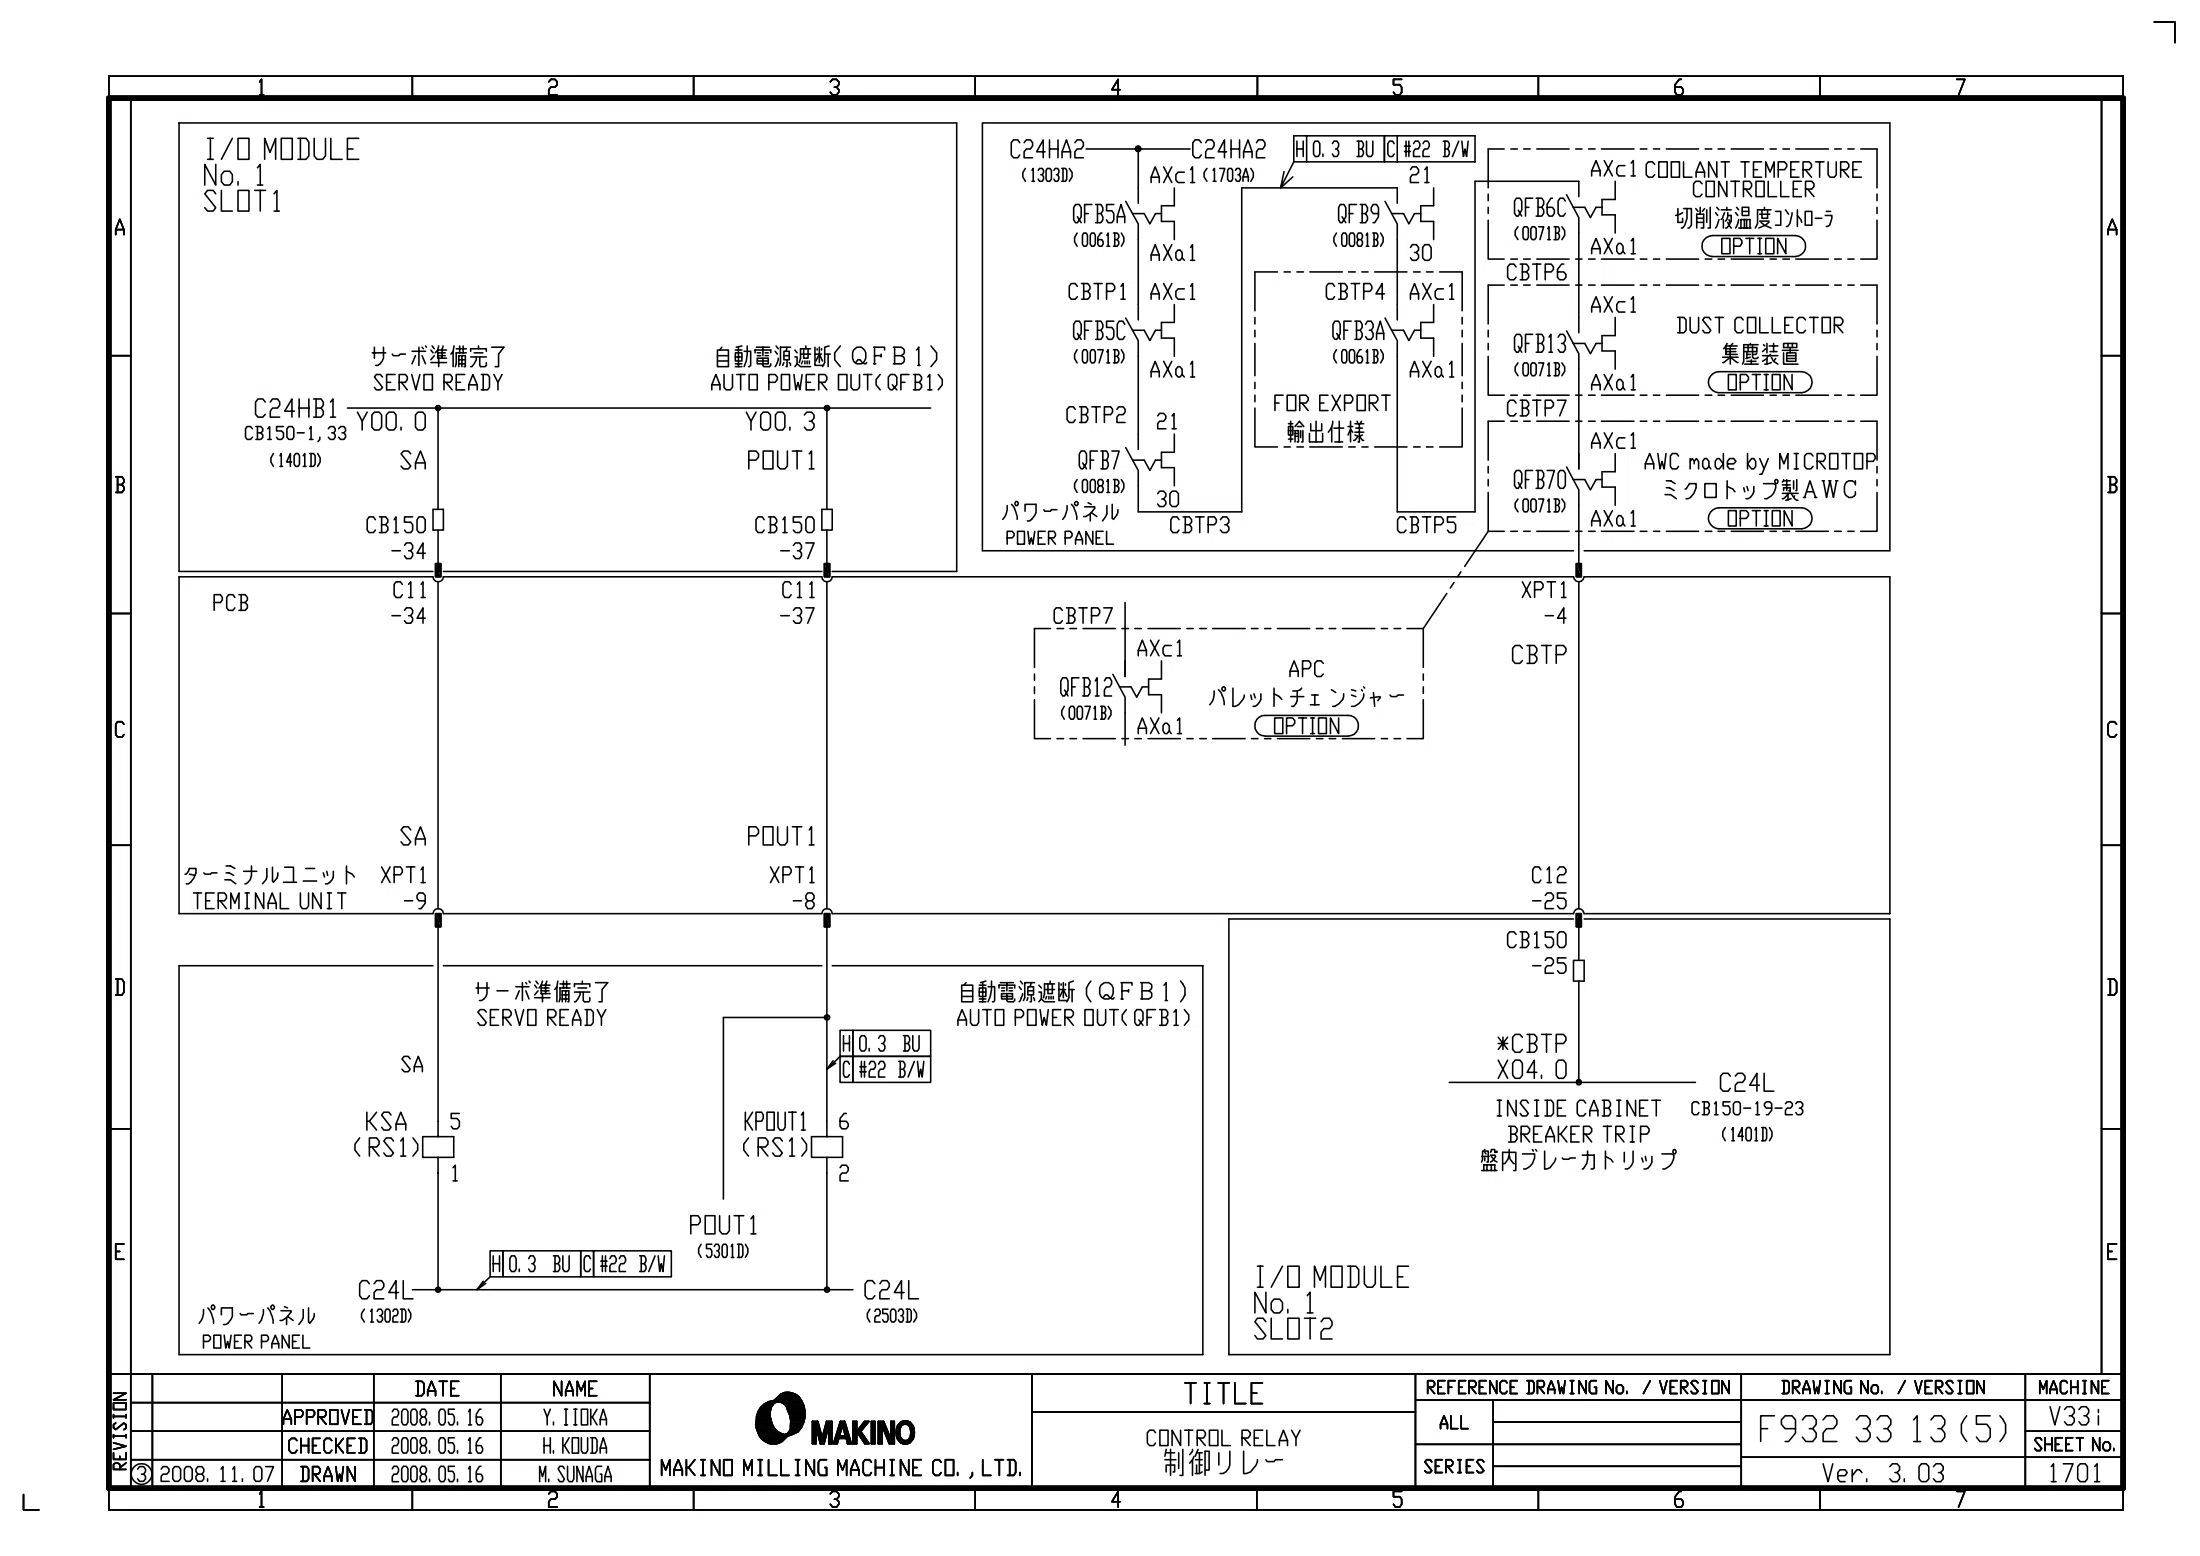 1 2 3 4 5 6 7
A
B
C
D
E
A
B
C
D
E
I/O MODULE
No. 1
SLOT1
サーボ準備完了
SERVO READY
自動電源遮断(QFB1)
AUTO POWER OUT(QFB1)
C24HB1
CB150-1,33
(1401D)
Y00. 0
SA
CB150
-34
Y00. 3
POUT1
CB150
-37
C24HA2
(1303D)
C24HA2
(1703A)
H 0. 3 BU C #22 B/W
AXc1
QFB5A
(0061B)
AXa1
CBTP1
AXc1
QFB5C
(0071B)
AXa1
CBTP2
21
QFB7
(0081B)
30
CBTP3
パワーパネル
POWER PANEL
21
QFB9
(0081B)
30
CBTP4
AXc1
QFB3A
(0061B)
AXa1
FOR EXPORT
輸出仕様
CBTP5
AXc1
QFB6C
(0071B)
AXa1
COOLANT TEMPERTURE
CONTROLLER
切削液温度コントローラ
OPTION
CBTP6
AXc1
QFB13
(0071B)
AXa1
DUST COLLECTOR
集塵装置
OPTION
CBTP7
AXc1
QFB70
(0071B)
AXa1
AWC made by MICROTOP
ミクロトップ製AWC
OPTION
PCB
C11
-34
C11
-37
XPT1
-4
CBTP
CBTP7
AXc1
QFB12
(0071B)
AXa1
APC
パレットチェンジャー
OPTION
SA
POUT1
ターミナルユニット
TERMINAL UNIT
XPT1
-9
XPT1
-8
C12
-25
サーボ準備完了
SERVO READY
自動電源遮断(QFB1)
AUTO POWER OUT(QFB1)
H 0. 3 BU
C #22 B/W
SA
KSA
(RS1)
5
1
KPOUT1
(RS1)
6
2
POUT1
(5301D)
H 0. 3 BU C #22 B/W
C24L
(1302D)
C24L
(2503D)
パワーパネル
POWER PANEL
CB150
-25
*CBTP
X04. 0
C24L
CB150-19-23
(1401D)
INSIDE CABINET
BREAKER TRIP
盤内ブレーカトリップ
I/O MODULE
No. 1
SLOT2
REVISION
③ 2008. 11. 07
DATE NAME
APPROVED 2008. 05. 16 Y. IIOKA
CHECKED 2008. 05. 16 H. KOUDA
DRAWN 2008. 05. 16 M. SUNAGA
MAKINO
MAKINO MILLING MACHINE CO. ,LTD.
TITLE
CONTROL RELAY
制御リレー
REFERENCE DRAWING No. / VERSION
ALL
SERIES
DRAWING No. / VERSION
F932 33 13(5)
Ver. 3. 03
MACHINE
V33i
SHEET No.
1701
1 2 3 4 5 6 7